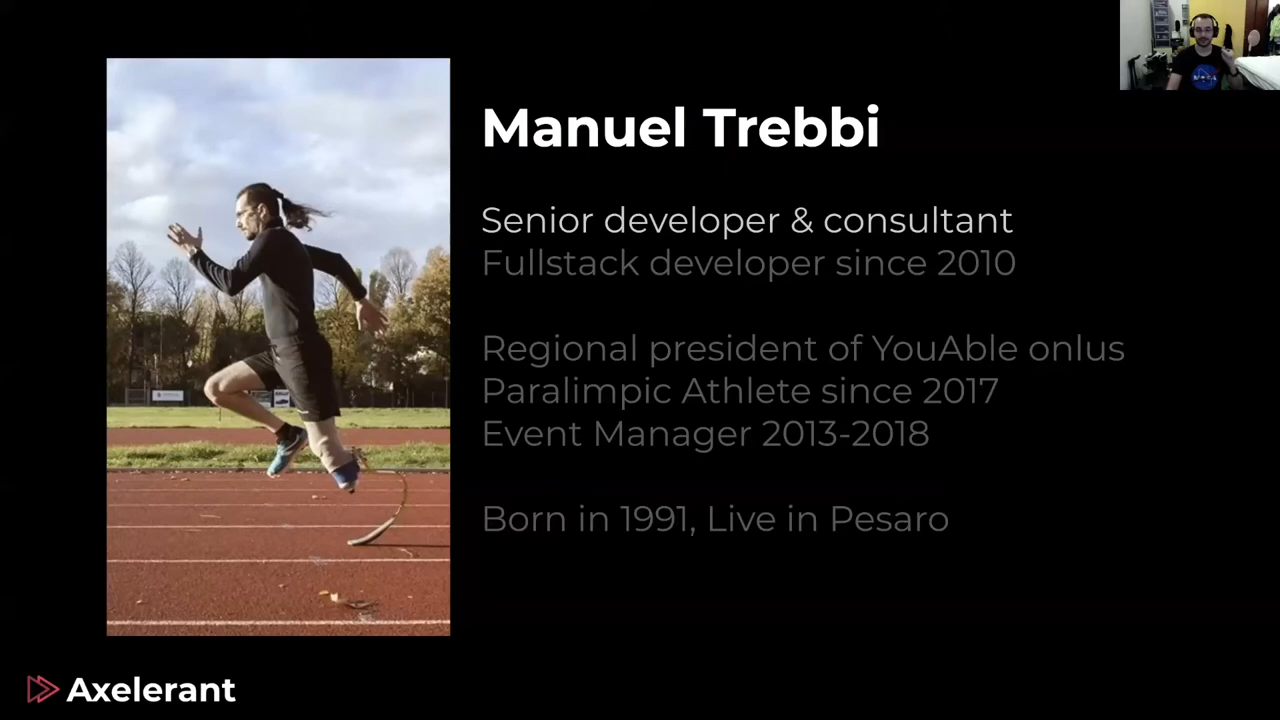 Manuel Trebbi
Senior developer & consultant
Fullstack developer since 2010
Regional president of YouAble onlus
Paralimpic Athlete since 2017
Event Manager 2013-2018
Born in 1991, Live in Pesaro
Axelerant